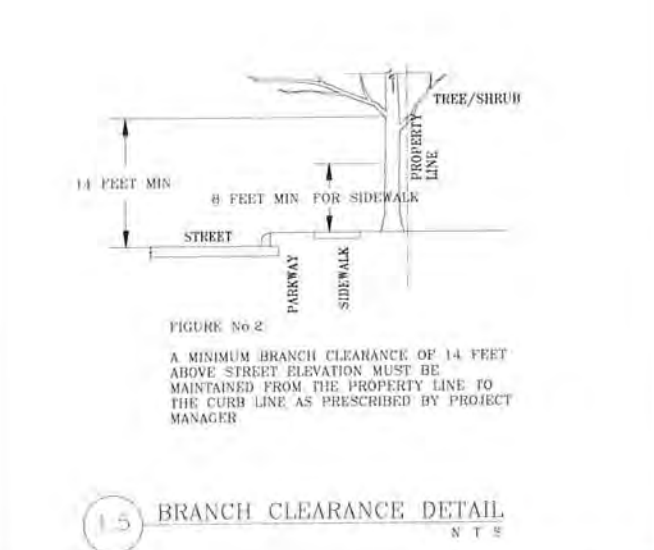 TREE/SHRUB
PROPERTY
LINE
14 FEET MIN
8 FEET MIN FOR SIDEWALK
STREET
PARKWAY
SIDEWALK
FIGURE No 2
A MINIMUM BRANCH CLEARANCE OF 14 FEET
ABOVE STREET ELEVATION MUST BE
MAINTAINED FROM THE PROPERTY LINE TO
THE CURB LINE AS PRESCRIBED BY PROJECT
MANAGER
1.5 BRANCH CLEARANCE DETAIL
N T S